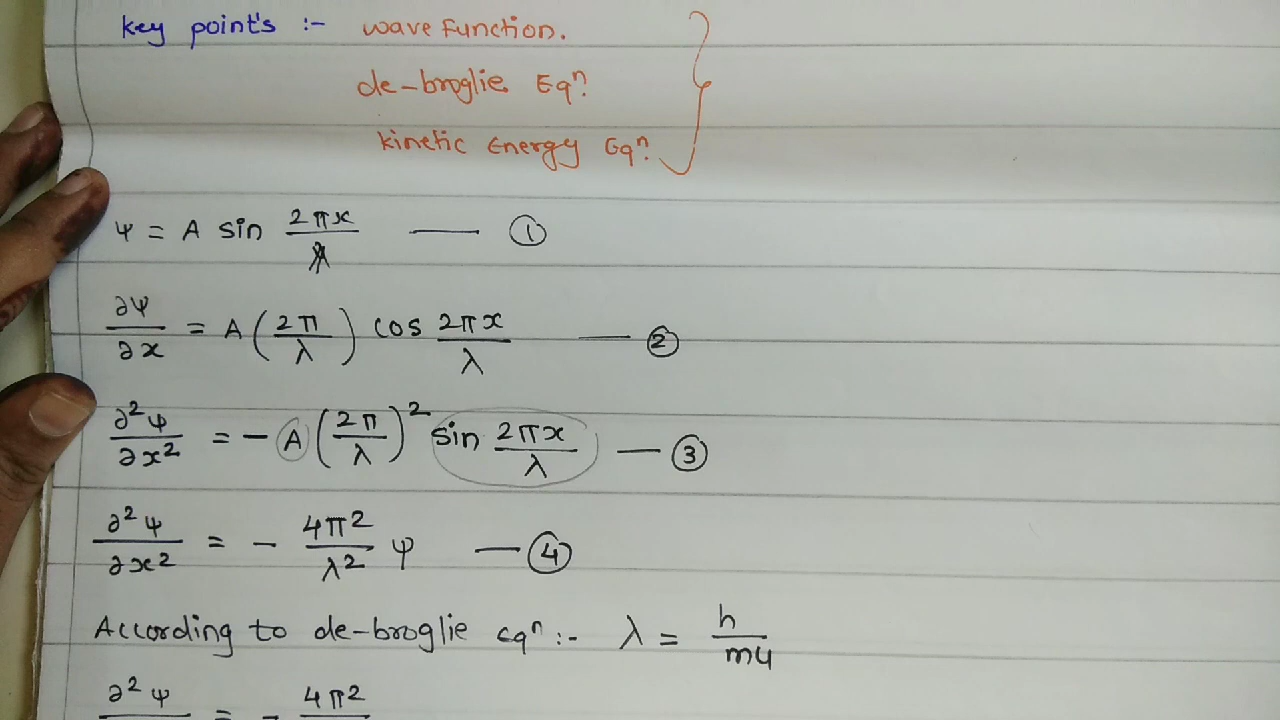 key point's :- wave Function.
de-broglie Eqⁿ.
kinetic Energy Eqⁿ.
ψ = A sin 2πx/λ — ①
∂ψ/∂x = A(2π/λ) cos 2πx/λ — ②
∂²ψ/∂x² = -A(2π/λ)² sin 2πx/λ — ③
∂²ψ/∂x² = - 4π²/λ² ψ — ④
According to de-broglie eqⁿ :- λ = h/mu
∂²ψ = - 4π²